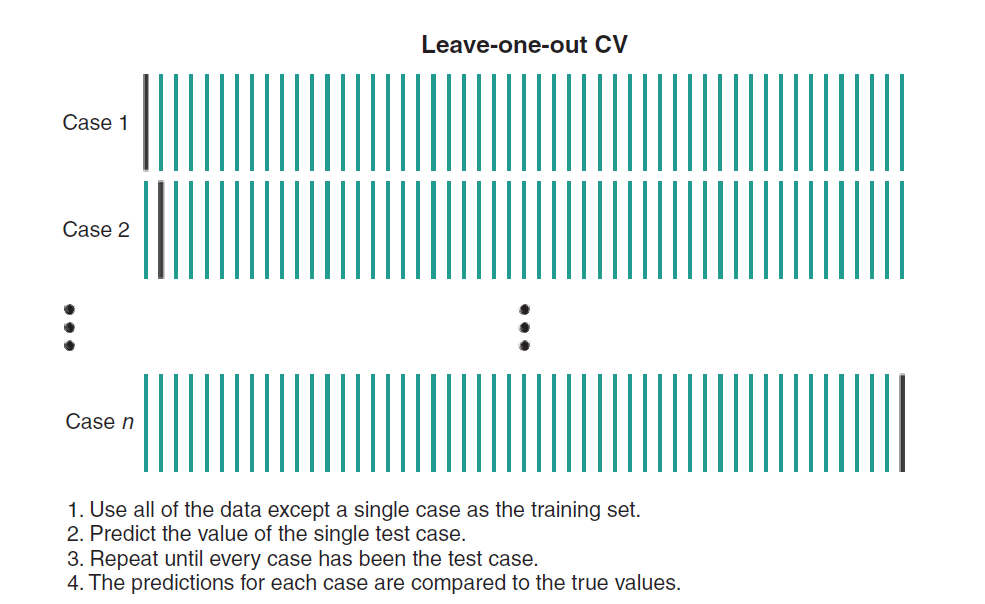 Leave-one-out CV
Case 1
Case 2
Case n
1. Use all of the data except a single case as the training set.
2. Predict the value of the single test case.
3. Repeat until every case has been the test case.
4. The predictions for each case are compared to the true values.